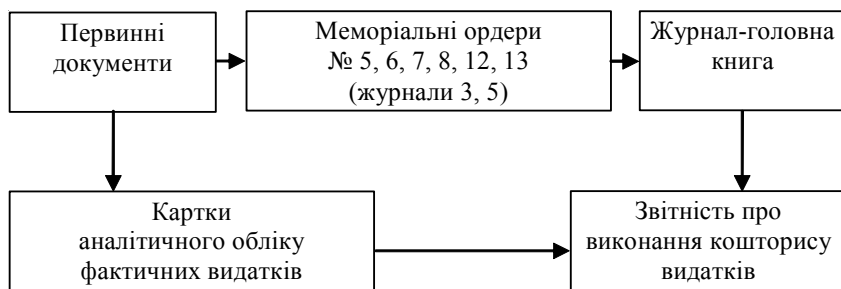 Первинні
документи
Меморіальні ордери
№ 5, 6, 7, 8, 12, 13
(журнали 3, 5)
Журнал-головна
книга
Картки
аналітичного обліку
фактичних видатків
Звітність про
виконання кошторису
видатків